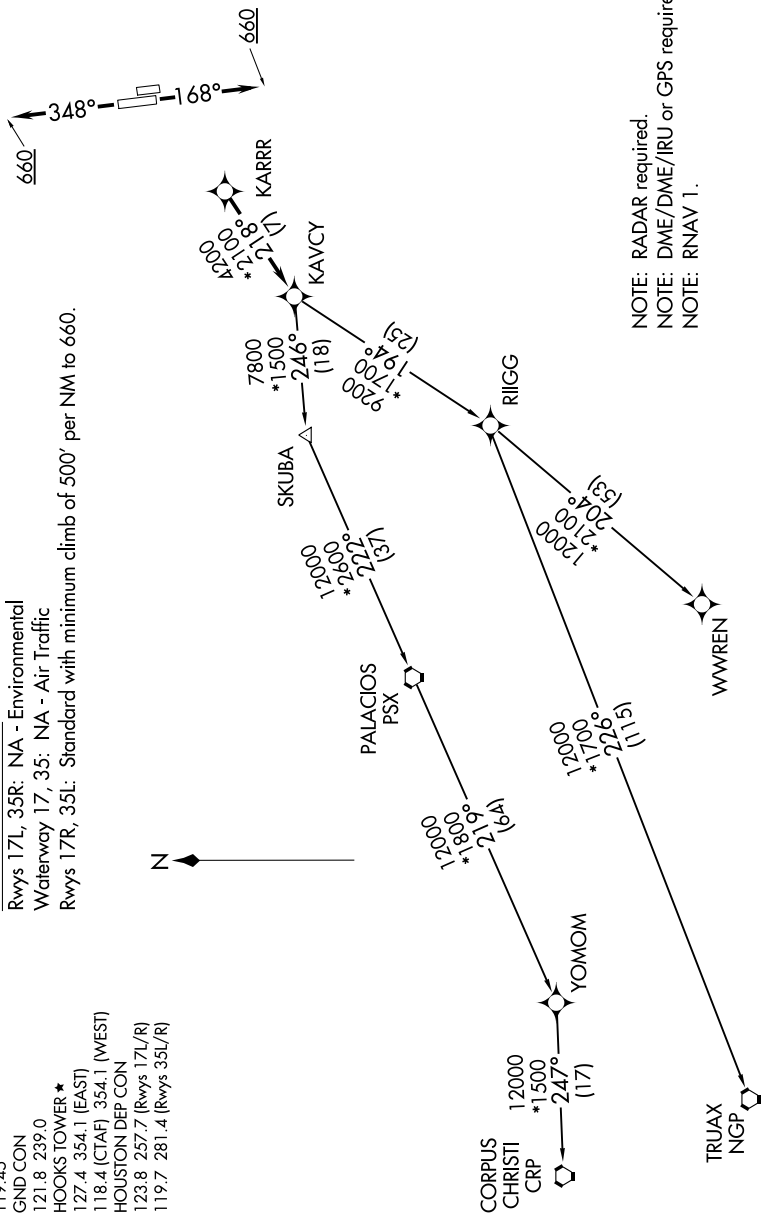 119.45
GND CON
121.8 239.0
HOOKS TOWER ★
127.4 354.1 (EAST)
118.4 (CTAF) 354.1 (WEST)
HOUSTON DEP CON
123.8 257.7 (Rwys 17L/R)
119.7 281.4 (Rwys 35L/R)
Rwys 17L, 35R: NA - Environmental
Waterway 17, 35: NA - Air Traffic
Rwys 17R, 35L: Standard with minimum climb of 500' per NM to 660.
660
348°
168°
660
N
KARRR
4200
*2100
218°
(7)
KAVCY
7800
*1500
246°
(18)
SKUBA
9200
*1700
194°
(25)
RIIGG
12000
*2600
222°
(37)
PALACIOS
PSX
12000
*2100
204°
(53)
WWREN
12000
*1800
219°
(64)
YOMOM
12000
*1700
226°
(115)
TRUAX
NGP
12000
*1500
247°
(17)
CORPUS
CHRISTI
CRP
NOTE: RADAR required.
NOTE: DME/DME/IRU or GPS require
NOTE: RNAV 1.